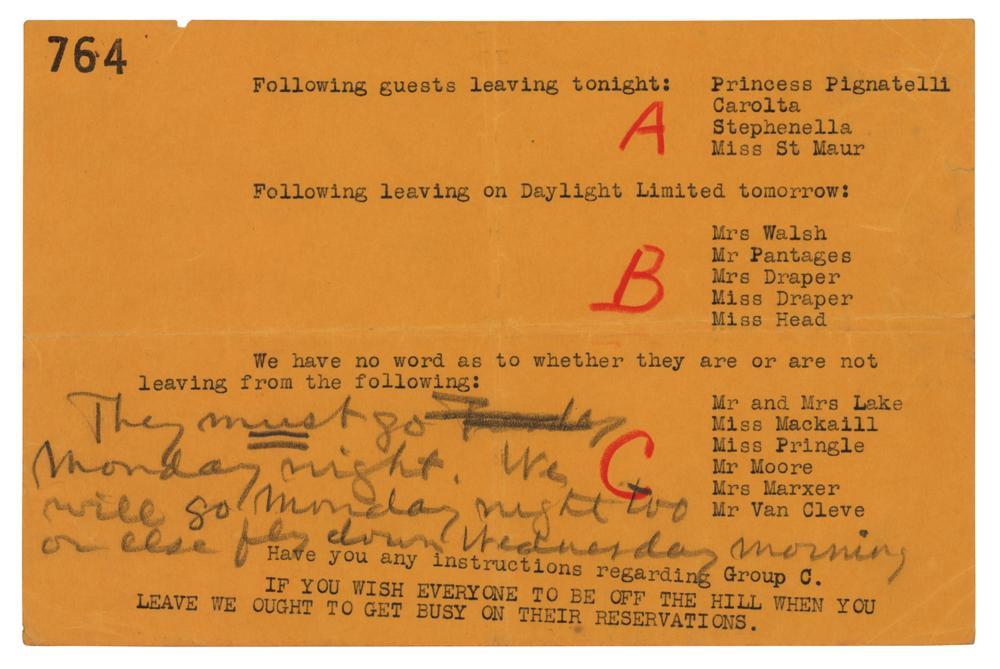 764
Following guests leaving tonight: Princess Pignatelli
Carolta
A Stephenella
Miss St Maur
Following leaving on Daylight Limited tomorrow:
Mrs Walsh
Mr Pantages
B Mrs Draper
Miss Draper
Miss Head
We have no word as to whether they are or are not
leaving from the following:
Mr and Mrs Lake
Miss Mackaill
C Miss Pringle
Mr Moore
Mrs Marxer
Mr Van Cleve
They must go
Monday night. We
will go Monday night too
or else fly down Wednesday morning
Have you any instructions regarding Group C.
IF YOU WISH EVERYONE TO BE OFF THE HILL WHEN YOU
LEAVE WE OUGHT TO GET BUSY ON THEIR RESERVATIONS.